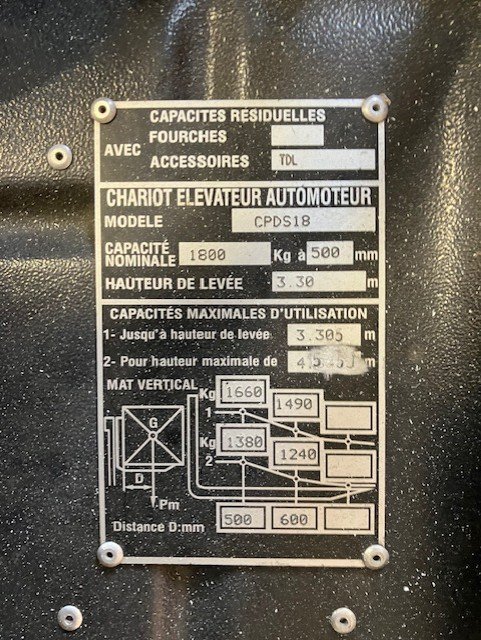 CAPACITES RESIDUELLES
AVEC FOURCHES
ACCESSOIRES TDL
CHARIOT ELEVATEUR AUTOMOTEUR
MODELE CPDS18
CAPACITÉ NOMINALE 1800 Kg à 500 mm
HAUTEUR DE LEVÉE 3.30 m
CAPACITÉS MAXIMALES D'UTILISATION
1- Jusqu'à hauteur de levée 3.305 m
2- Pour hauteur maximale de m
MAT VERTICAL Kg 1660 1490
1
G
Kg 1380 1240
2
D
Pm
500 600
Distance D:mm